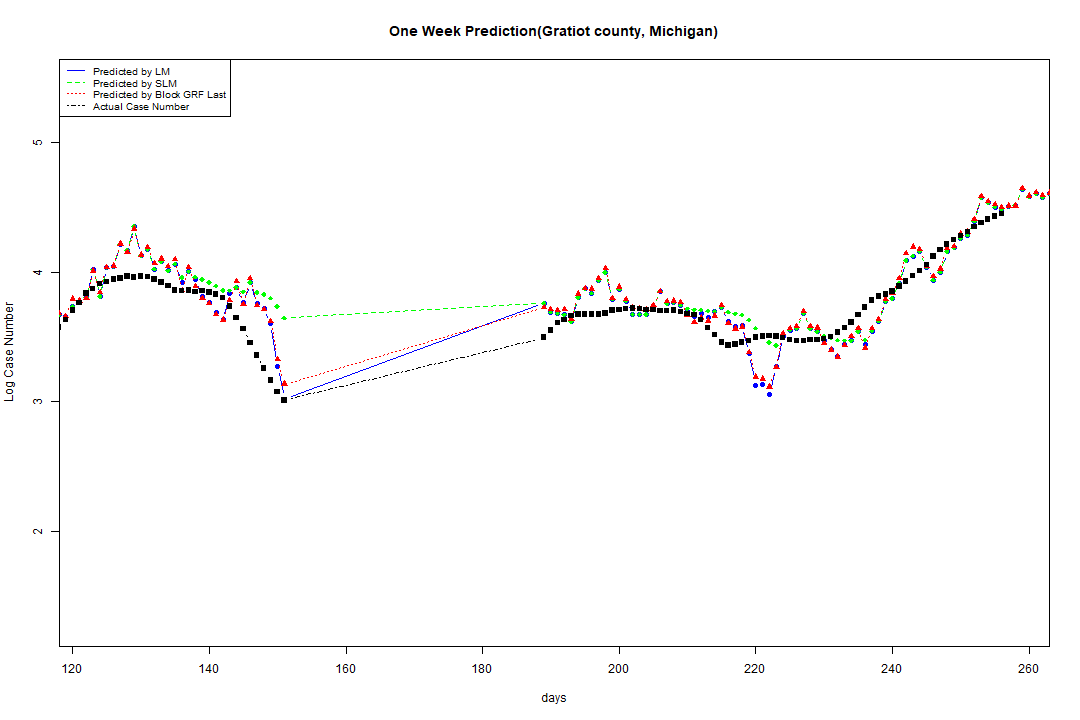 One Week Prediction(Gratiot county, Michigan)
Predicted by LM
Predicted by SLM
Predicted by Block GRF Last
Actual Case Number
Log Case Number
5
4
3
2
120 140 160 180 200 220 240 260
days